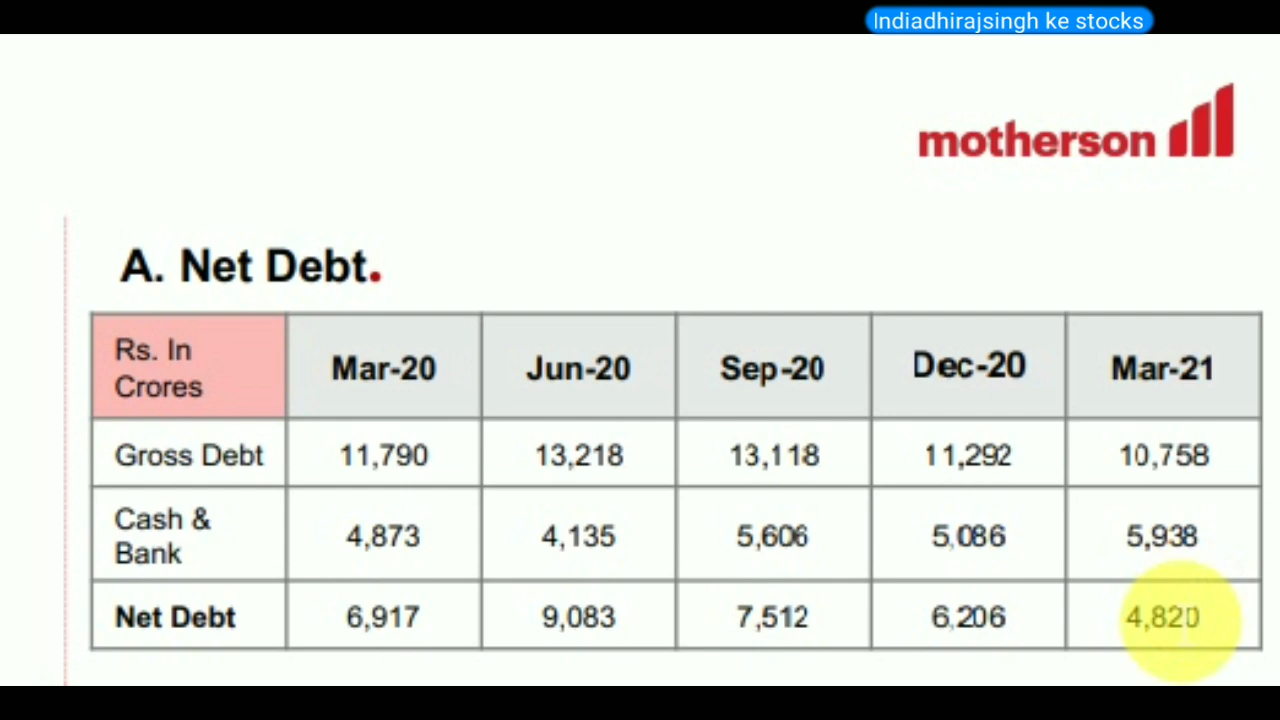 Indiadhirajsingh ke stocks
motherson
A. Net Debt.
Rs. In Crores Mar-20 Jun-20 Sep-20 Dec-20 Mar-21
Gross Debt 11,790 13,218 13,118 11,292 10,758
Cash & Bank 4,873 4,135 5,606 5,086 5,938
Net Debt 6,917 9,083 7,512 6,206 4,820